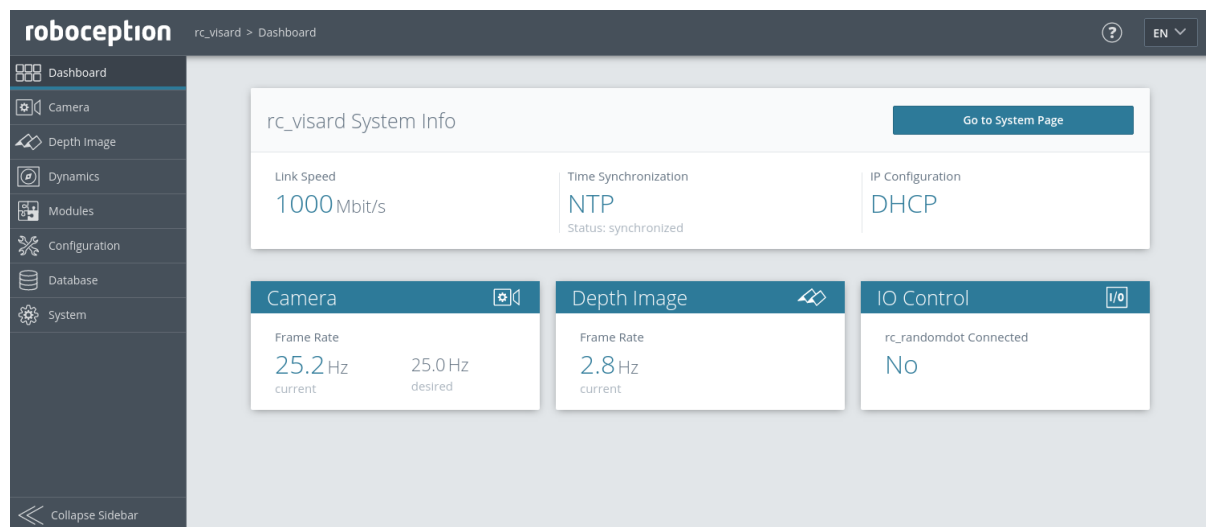 roboception
rc_visard > Dashboard
?
EN
Dashboard
Camera
Depth Image
Dynamics
Modules
Configuration
Database
System
Collapse Sidebar
rc_visard System Info
Go to System Page
Link Speed
1000 Mbit/s
Time Synchronization
NTP
Status: synchronized
IP Configuration
DHCP
Camera
Frame Rate
25.2 Hz 25.0 Hz
current desired
Depth Image
Frame Rate
2.8 Hz
current
IO Control
I/O
rc_randomdot Connected
No